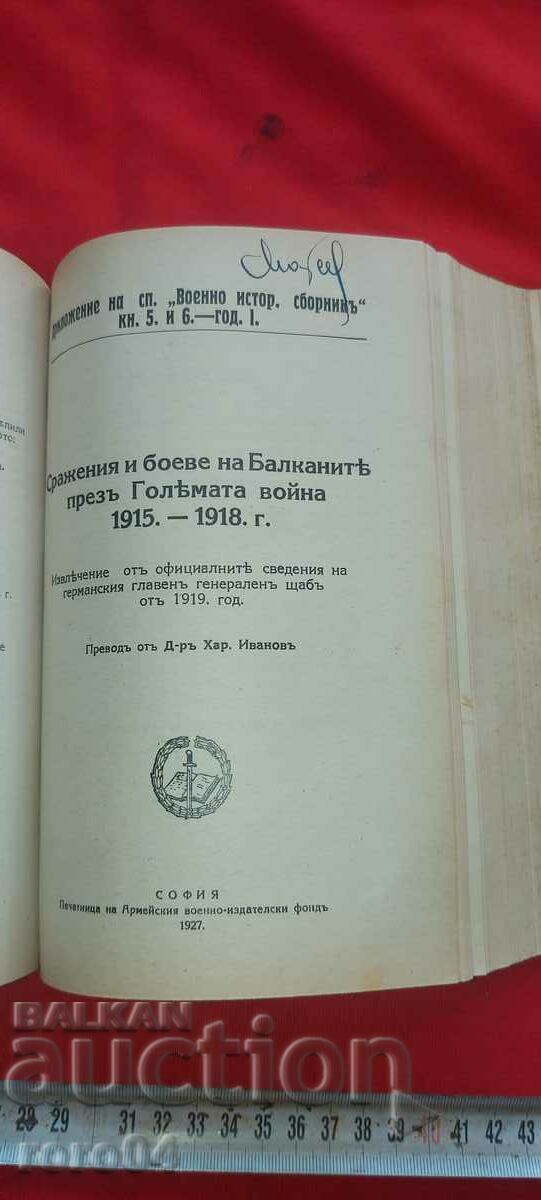 сп. „Военно истор. сборникъ“
кн. 5. и 6.—год. I.
Сражения и боеве на Балканитѣ
презъ Голѣмата война
1915. — 1918. г.
Извлѣчение отъ официалнитѣ сведения на
германския главенъ генераленъ щабъ
отъ 1919. год.
Преводъ отъ Д-ръ Хар. Ивановъ
СОФИЯ
Печатница на Армейския военно-издателски фондъ
1927.
г.
BALKAN
auction
roro04
28 29 31 32 33 34 35 36 37 38 39 40 41 42 43